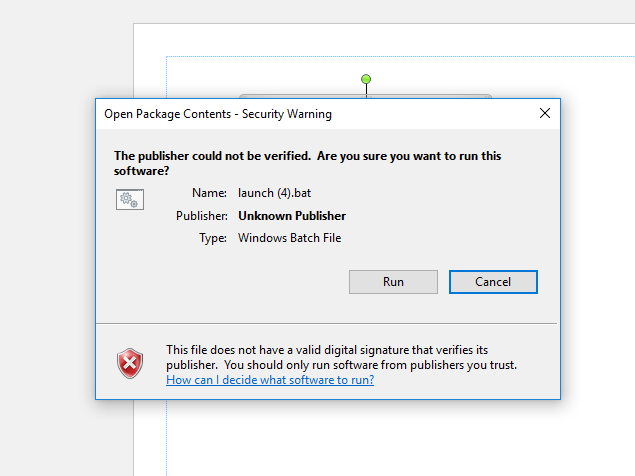 Open Package Contents - Security Warning
The publisher could not be verified.  Are you sure you want to run this
software?
Name: launch (4).bat
Publisher: Unknown Publisher
Type: Windows Batch File
Run Cancel
This file does not have a valid digital signature that verifies its
publisher.  You should only run software from publishers you trust.
How can I decide what software to run?